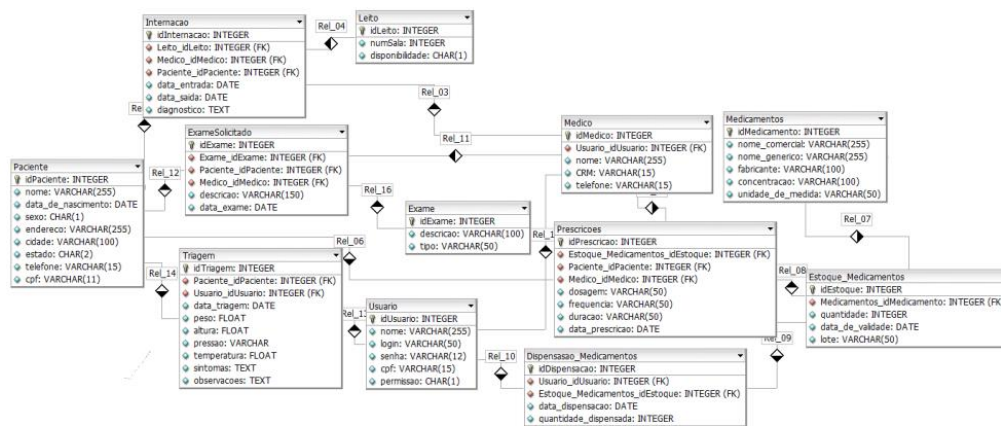 Internacao
idInternacao: INTEGER
Leito_idLeito: INTEGER (FK)
Medico_idMedico: INTEGER (FK)
Paciente_idPaciente: INTEGER (FK)
data_entrada: DATE
data_saida: DATE
diagnostico: TEXT
Rel_04
Leito
idLeito: INTEGER
numSala: INTEGER
disponibilidade: CHAR(1)
Rel_03
Rel_11
ExameSolicitado
idExame: INTEGER
Exame_idExame: INTEGER (FK)
Paciente_idPaciente: INTEGER (FK)
Medico_idMedico: INTEGER (FK)
descricao: VARCHAR(150)
data_exame: DATE
Rel_12
Rel_16
Medico
idMedico: INTEGER
Usuario_idUsuario: INTEGER (FK)
nome: VARCHAR(255)
CRM: VARCHAR(15)
telefone: VARCHAR(15)
Medicamentos
idMedicamento: INTEGER
nome_comercial: VARCHAR(255)
nome_generico: VARCHAR(255)
fabricante: VARCHAR(100)
concentracao: VARCHAR(100)
unidade_de_medida: VARCHAR(50)
Rel_07
Paciente
idPaciente: INTEGER
nome: VARCHAR(255)
data_de_nascimento: DATE
sexo: CHAR(1)
endereco: VARCHAR(255)
cidade: VARCHAR(100)
estado: CHAR(2)
telefone: VARCHAR(15)
cpf: VARCHAR(11)
Exame
idExame: INTEGER
descricao: VARCHAR(100)
tipo: VARCHAR(50)
Rel_06
Rel_14
Triagem
idTriagem: INTEGER
Paciente_idPaciente: INTEGER (FK)
Usuario_idUsuario: INTEGER (FK)
data_triagem: DATE
peso: FLOAT
altura: FLOAT
pressao: VARCHAR
temperatura: FLOAT
sintomas: TEXT
observacoes: TEXT
Prescricoes
idPrescricao: INTEGER
Estoque_Medicamentos_idEstoque: INTEGER (FK)
Paciente_idPaciente: INTEGER (FK)
Medico_idMedico: INTEGER (FK)
dosagem: VARCHAR(50)
frequencia: VARCHAR(50)
duracao: VARCHAR(50)
data_prescricao: DATE
Rel_08
Estoque_Medicamentos
idEstoque: INTEGER
Medicamentos_idMedicamento: INTEGER (FK)
quantidade: INTEGER
data_de_validade: DATE
lote: VARCHAR(50)
Usuario
idUsuario: INTEGER
nome: VARCHAR(255)
login: VARCHAR(50)
senha: VARCHAR(12)
cpf: VARCHAR(15)
permissao: CHAR(1)
Rel_09
Rel_10
Dispensasao_Medicamentos
idDispensacao: INTEGER
Usuario_idUsuario: INTEGER (FK)
Estoque_Medicamentos_idEstoque: INTEGER (FK)
data_dispensacao: DATE
quantidade_dispensada: INTEGER